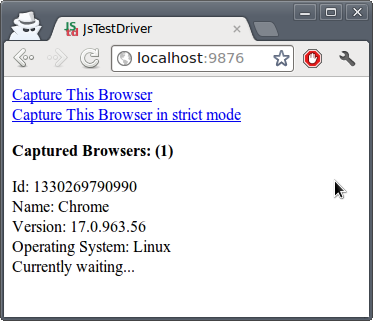 JsTestDriver
localhost:9876
Capture This Browser
Capture This Browser in strict mode
Captured Browsers: (1)
Id: 1330269790990
Name: Chrome
Version: 17.0.963.56
Operating System: Linux
Currently waiting...